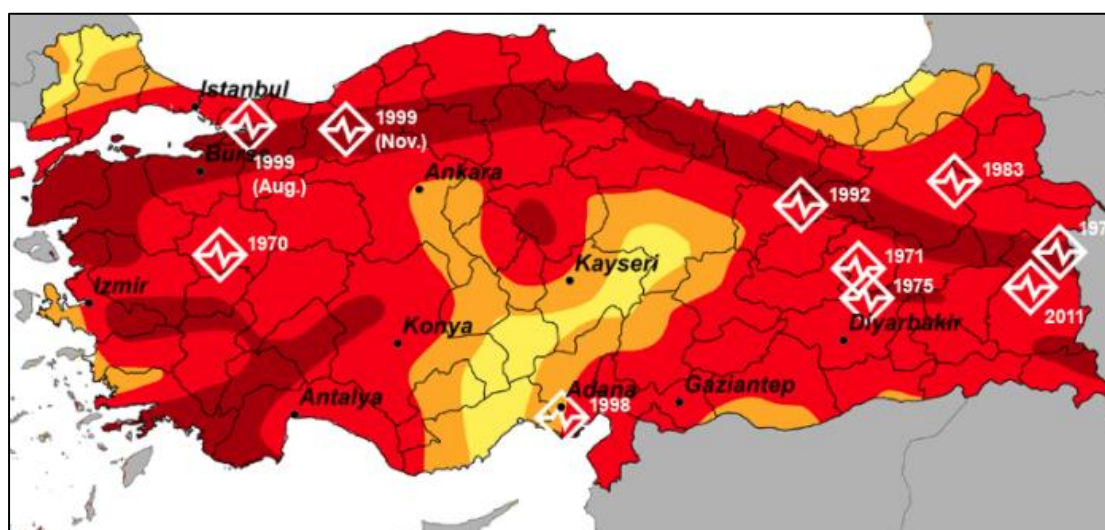 Istanbul
1999
(Nov.)
Bursa
1999
(Aug.)
Ankara
1983
1992
1970
197
Kayseri
1971
Izmir
1975
Konya
Diyarbakir
2011
Antalya
Adana
Gaziantep
1998